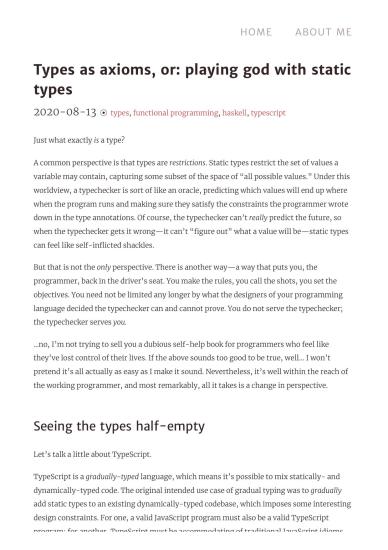 HOME ABOUT ME
Types as axioms, or: playing god with static
types
2020-08-13 ⦿ types, functional programming, haskell, typescript
Just what exactly is a type?
A common perspective is that types are restrictions. Static types restrict the set of values a
variable may contain, capturing some subset of the space of “all possible values.” Under this
worldview, a typechecker is sort of like an oracle, predicting which values will end up where
when the program runs and making sure they satisfy the constraints the programmer wrote
down in the type annotations. Of course, the typechecker can’t really predict the future, so
when the typechecker gets it wrong—it can’t “figure out” what a value will be—static types
can feel like self-inflicted shackles.
But that is not the only perspective. There is another way—a way that puts you, the
programmer, back in the driver’s seat. You make the rules, you call the shots, you set the
objectives. You need not be limited any longer by what the designers of your programming
language decided the typechecker can and cannot prove. You do not serve the typechecker;
the typechecker serves you.
…no, I’m not trying to sell you a dubious self-help book for programmers who feel like
they’ve lost control of their lives. If the above sounds too good to be true, well… I won’t
pretend it’s all actually as easy as I make it sound. Nevertheless, it’s well within the reach of
the working programmer, and most remarkably, all it takes is a change in perspective.
Seeing the types half-empty
Let’s talk a little about TypeScript.
TypeScript is a gradually-typed language, which means it’s possible to mix statically- and
dynamically-typed code. The original intended use case of gradual typing was to gradually
add static types to an existing dynamically-typed codebase, which imposes some interesting
design constraints. For one, a valid JavaScript program must also be a valid TypeScript
program; for another, TypeScript must be accommodating of traditional JavaScript idioms.